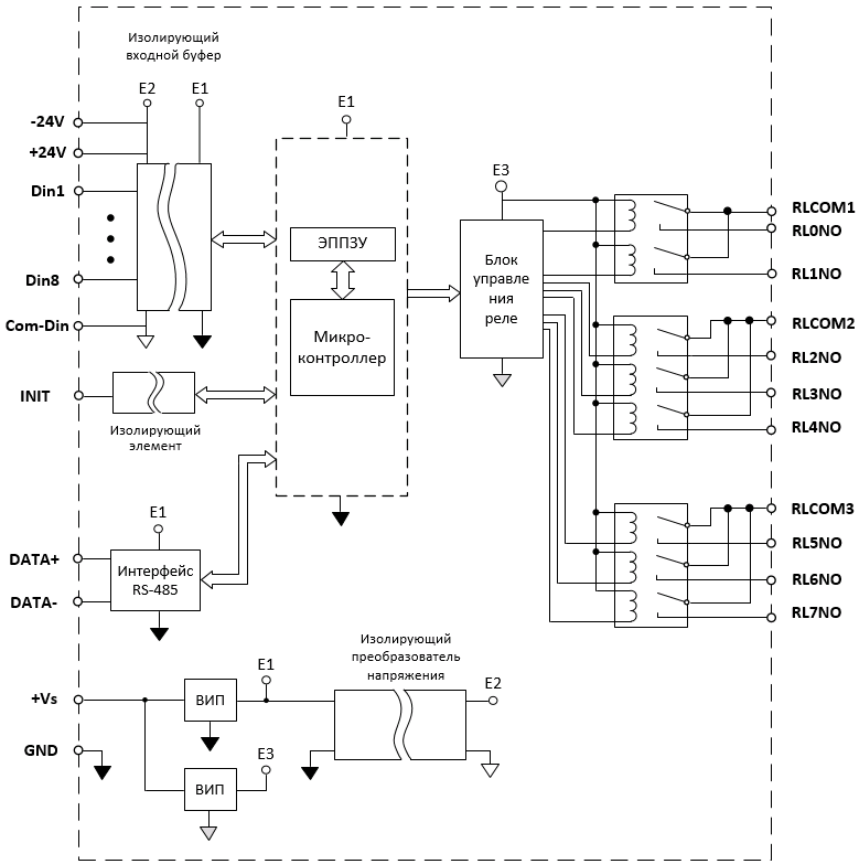 Изолирующий
входной буфер
E2
E1
-24V
+24V
Din1
Din8
Com-Din
INIT
Изолирующий
элемент
E1
ЭППЗУ
Микро-
контроллер
E3
Блок
управле
ния
реле
RLCOM1
RL0NO
RL1NO
RLCOM2
RL2NO
RL3NO
RL4NO
RLCOM3
RL5NO
RL6NO
RL7NO
E1
DATA+
DATA-
Интерфейс
RS-485
+Vs
GND
ВИП
E1
E3
ВИП
Изолирующий
преобразователь
напряжения
E2